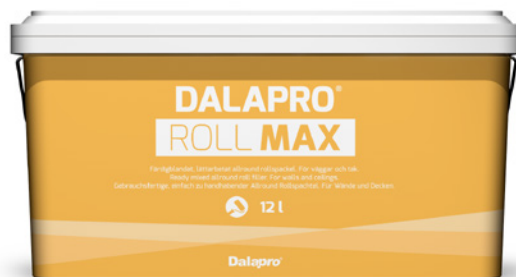 DALAPRO®
ROLL MAX
Färdigblandat, lättarbetat allround rollspackel. För väggar och tak.
Ready mixed allround roll filler. For walls and ceilings.
Gebrauchsfertige, einfach zu handhabender Allround Rollspachtel. Für Wände und Decken.
12 l
Dalapro®